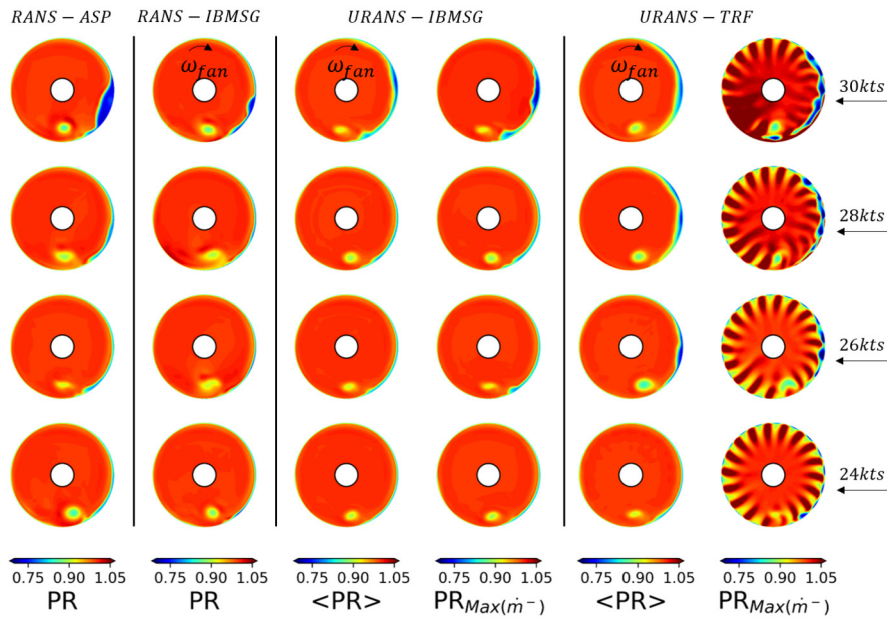 RANS − ASP RANS − IBMSG URANS − IBMSG URANS − TRF
ω_fan ω_fan ω_fan
30kts
28kts
26kts
24kts
0.75 0.90 1.05 0.75 0.90 1.05 0.75 0.90 1.05 0.75 0.90 1.05 0.75 0.90 1.05 0.75 0.90 1.05
PR PR <PR> PR_Max(ṁ⁻) <PR> PR_Max(ṁ⁻)